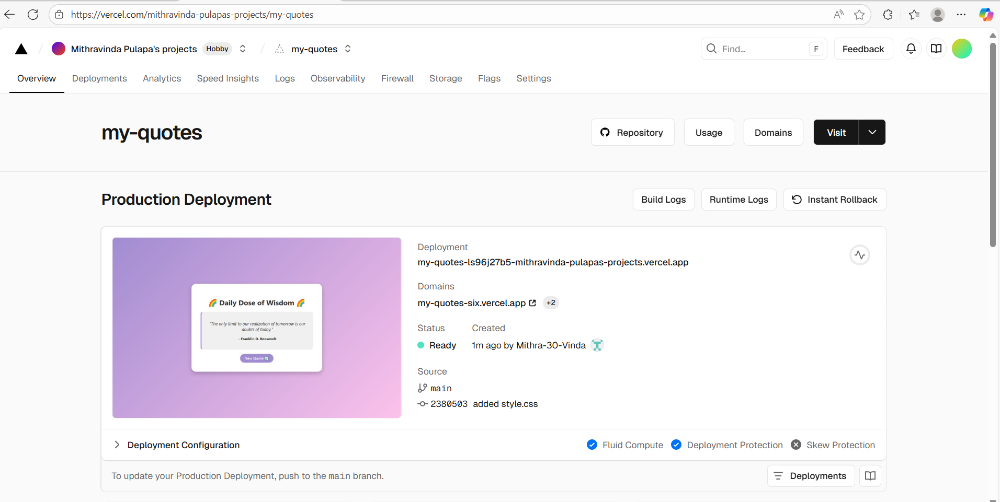 https://vercel.com/mithravinda-pulapas-projects/my-quotes
Mithravinda Pulapa's projects Hobby my-quotes Find... F Feedback
Overview Deployments Analytics Speed Insights Logs Observability Firewall Storage Flags Settings
my-quotes Repository Usage Domains Visit
Production Deployment Build Logs Runtime Logs Instant Rollback
🌈 Daily Dose of Wisdom 🌈
"The only limit to our realization of tomorrow is our
doubts of today."
- Franklin D. Roosevelt
New Quote 🔄
Deployment
my-quotes-ls96j27b5-mithravinda-pulapas-projects.vercel.app
Domains
my-quotes-six.vercel.app +2
Status Created
Ready 1m ago by Mithra-30-Vinda
Source
main
2380503 added style.css
Deployment Configuration Fluid Compute Deployment Protection Skew Protection
To update your Production Deployment, push to the main branch. Deployments